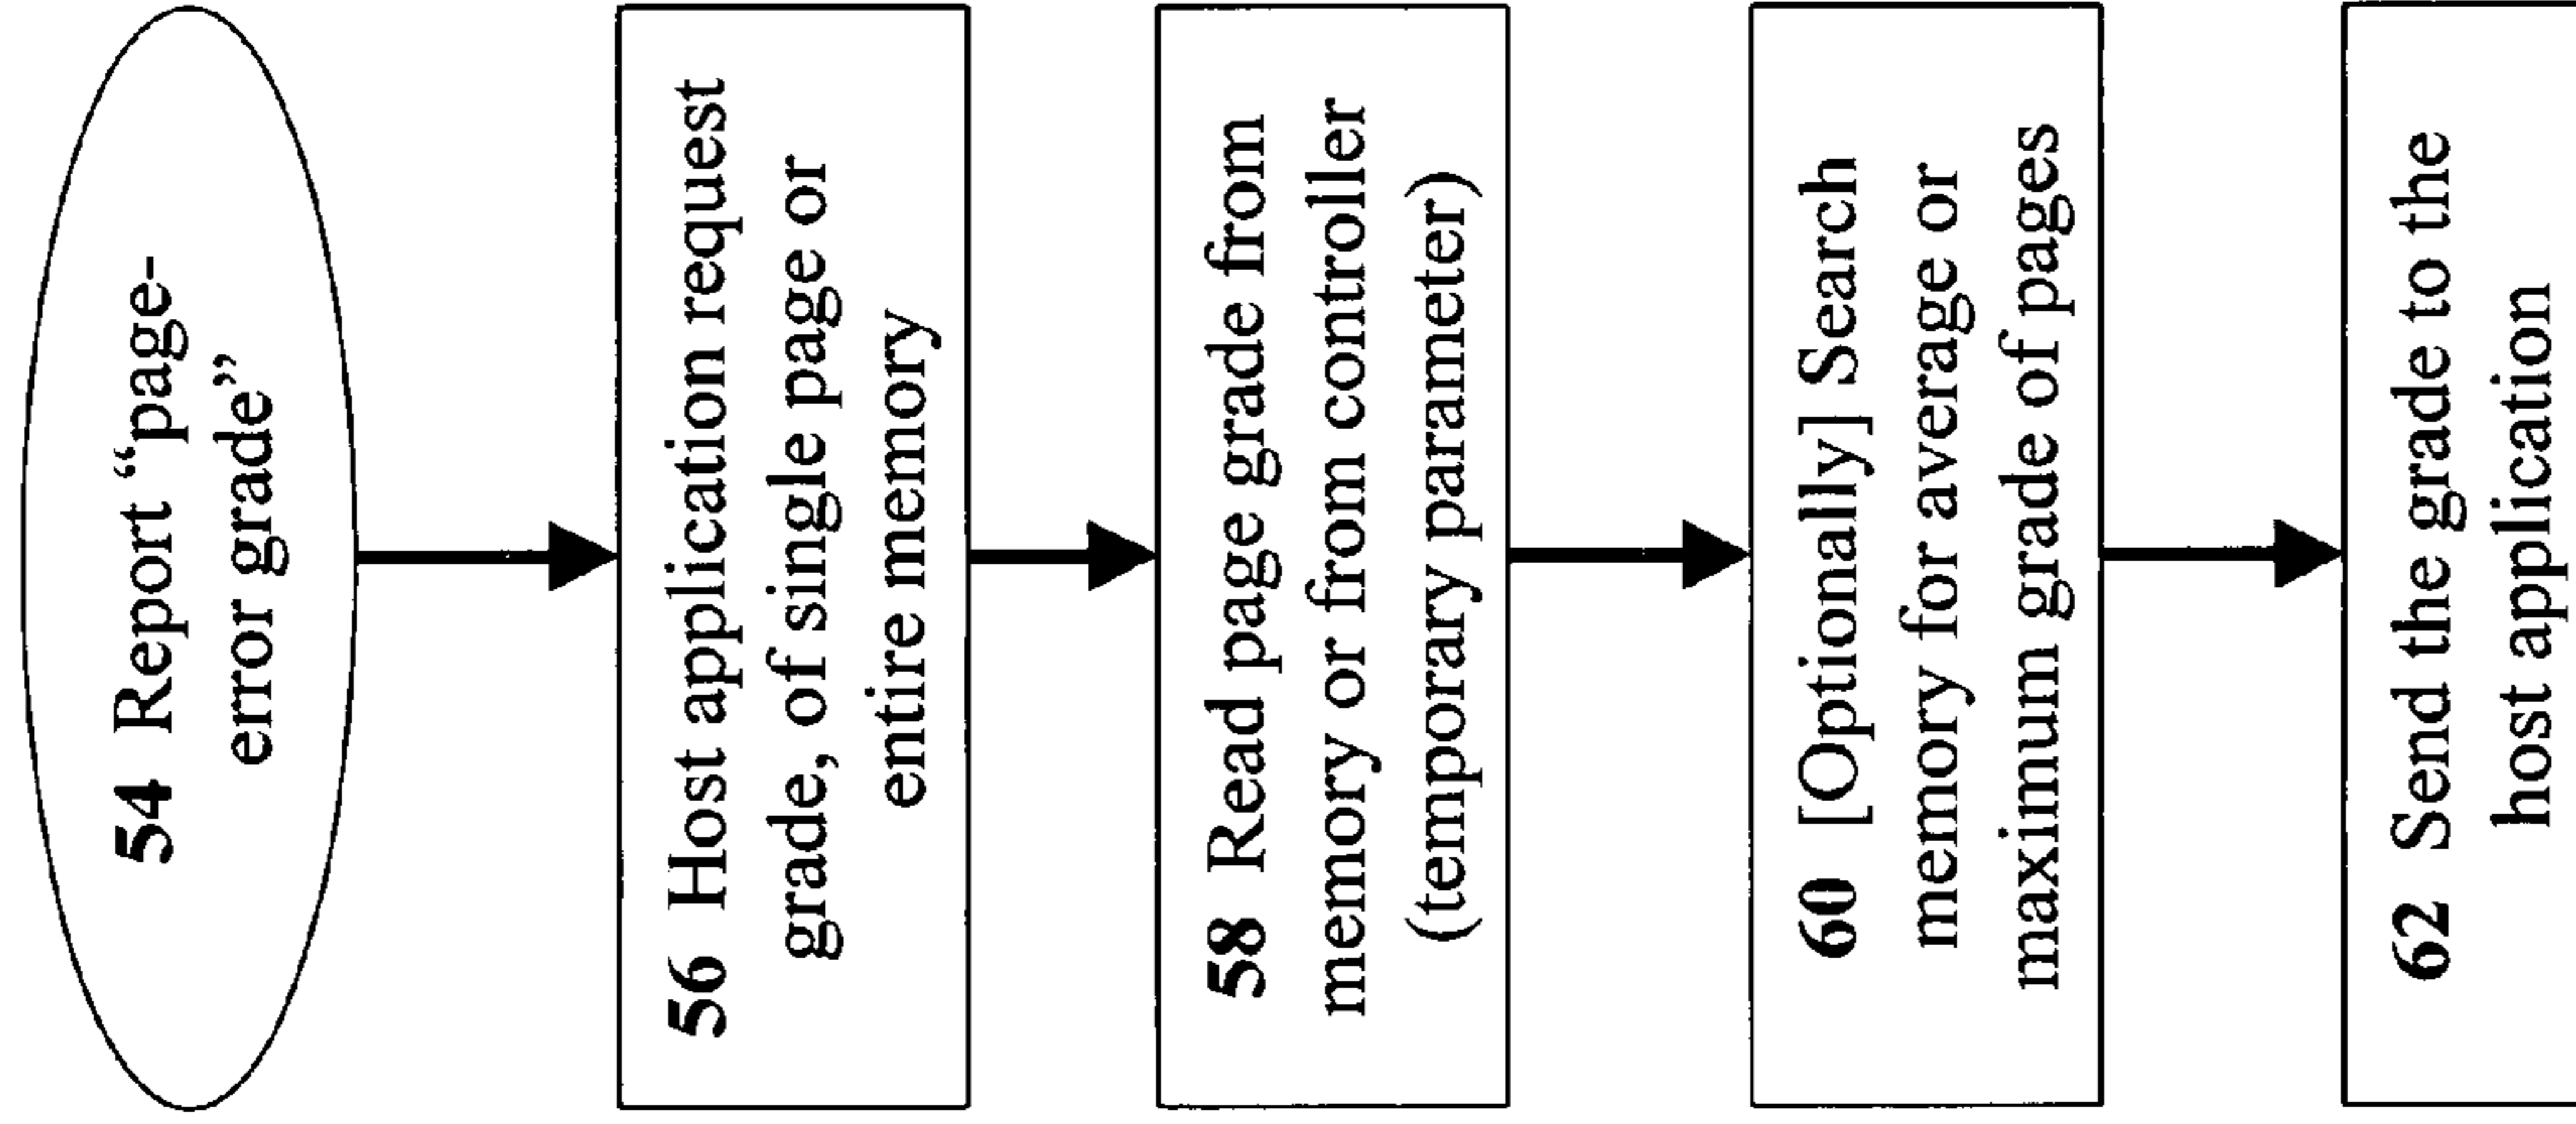 54 Report “page-
error grade”
56 Host application request
grade, of single page or
entire memory
58 Read page grade from
memory or from controller
(temporary parameter)
60 [Optionally] Search
memory for average or
maximum grade of pages
62 Send the grade to the
host application